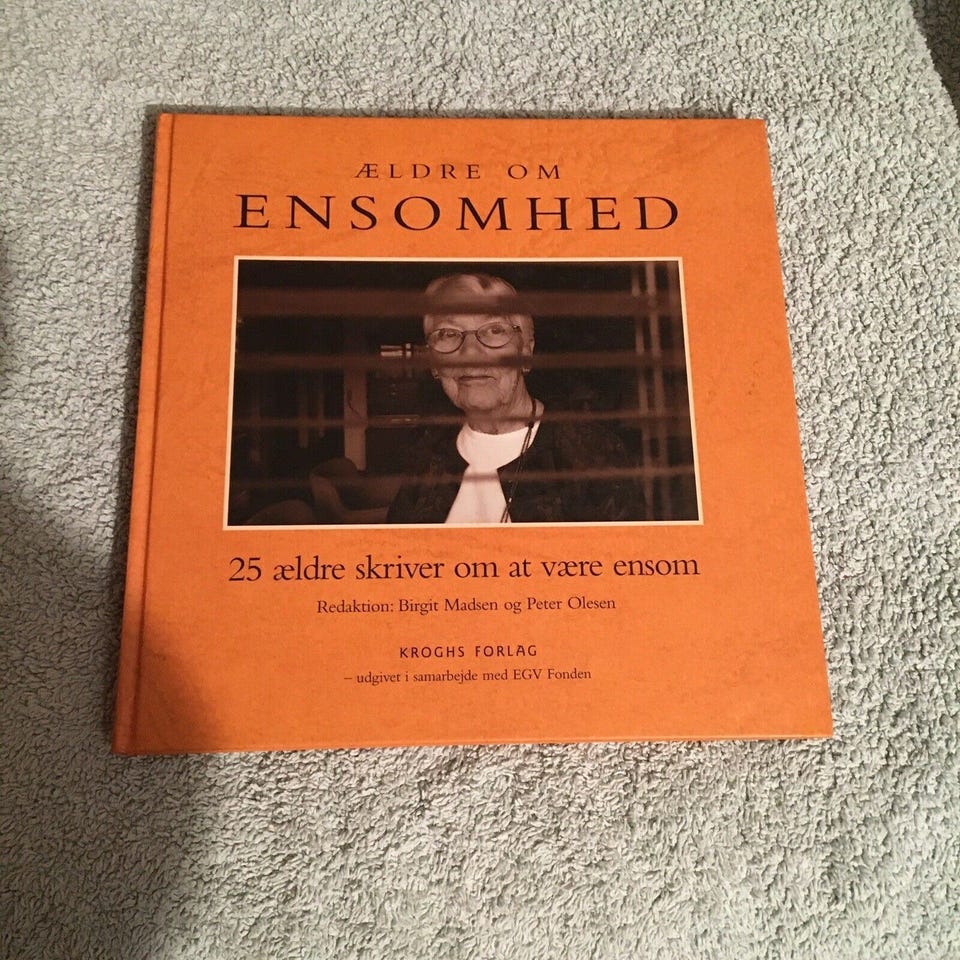 ÆLDRE OM
ENSOMHED
25 ældre skriver om at være ensom
Redaktion: Birgit Madsen og Peter Olesen
KROGHS FORLAG
– udgivet i samarbejde med EGV Fonden